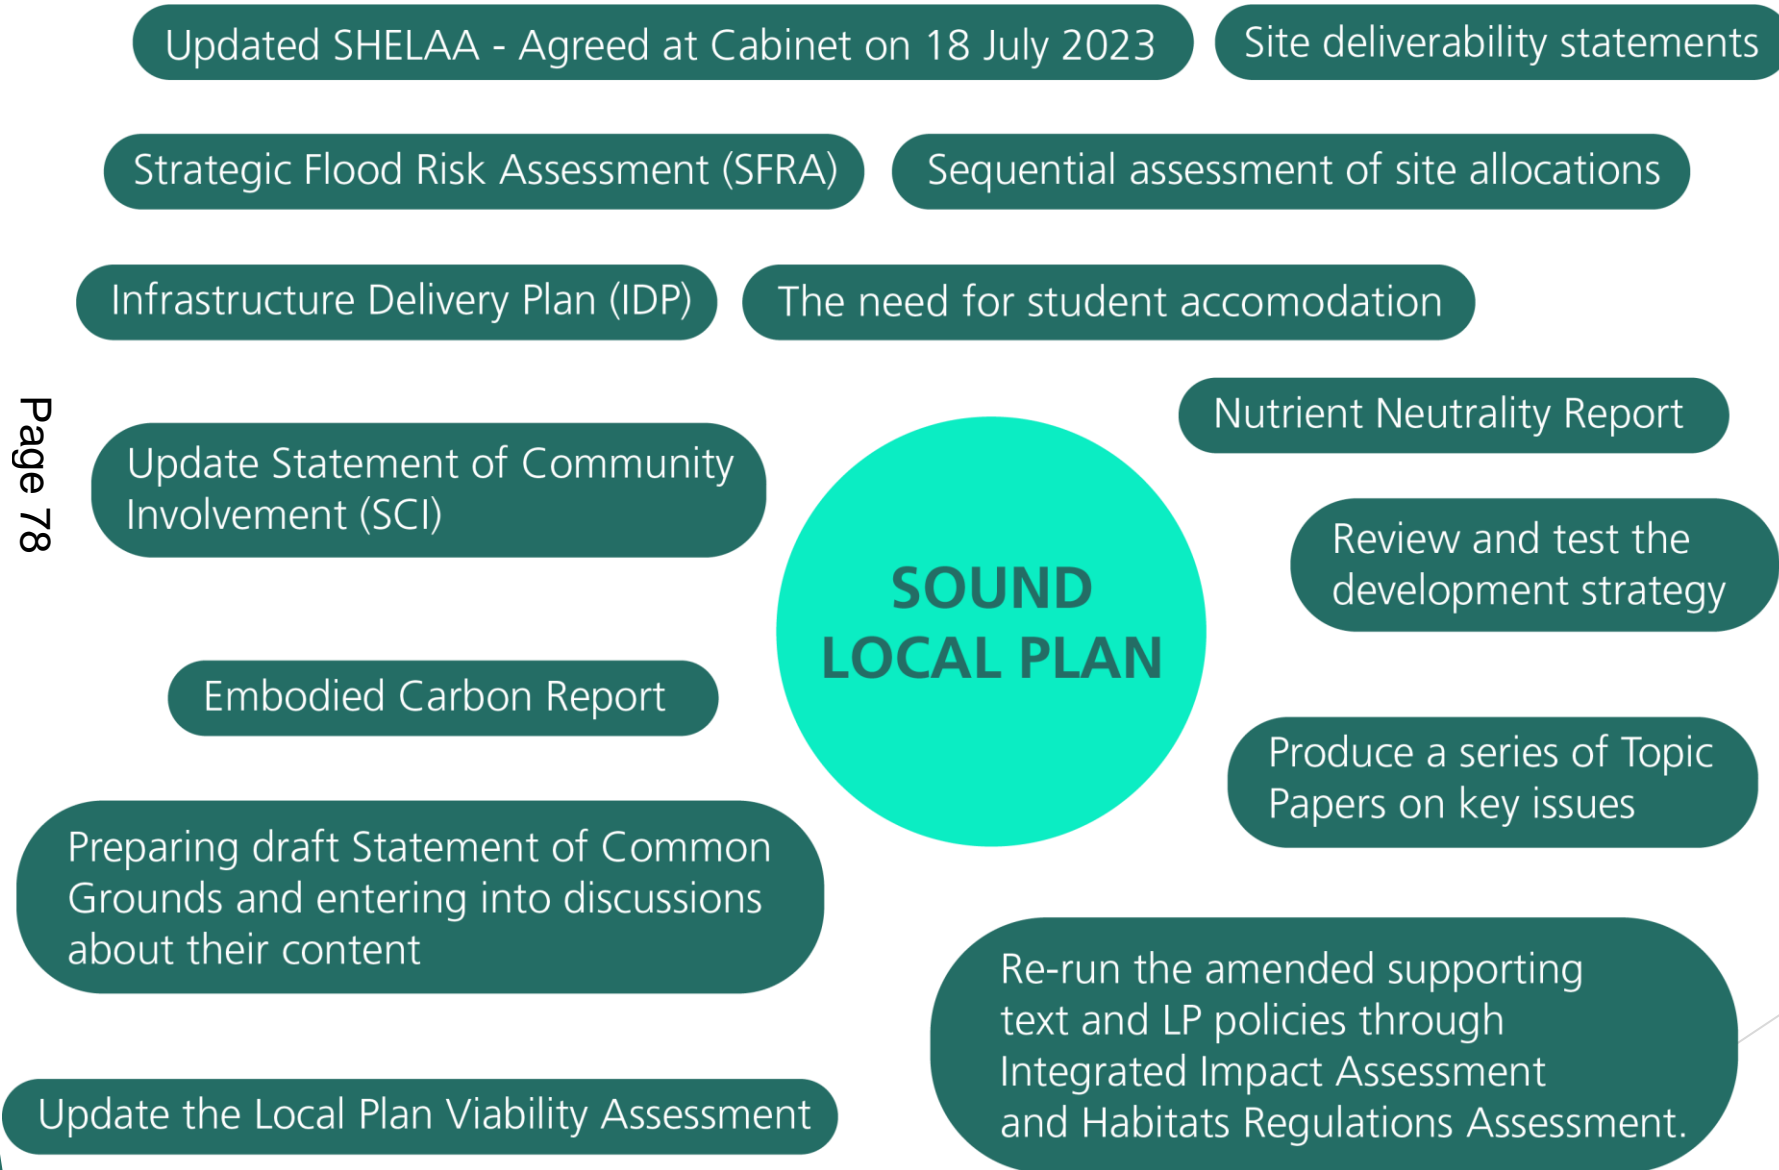 Updated SHELAA - Agreed at Cabinet on 18 July 2023
Site deliverability statements
Strategic Flood Risk Assessment (SFRA)
Sequential assessment of site allocations
Infrastructure Delivery Plan (IDP)
The need for student accomodation
Page 78
Nutrient Neutrality Report
Update Statement of Community
Involvement (SCI)
Review and test the
development strategy
SOUND
LOCAL PLAN
Embodied Carbon Report
Produce a series of Topic
Papers on key issues
Preparing draft Statement of Common
Grounds and entering into discussions
about their content
Re-run the amended supporting
text and LP policies through
Integrated Impact Assessment
and Habitats Regulations Assessment.
Update the Local Plan Viability Assessment